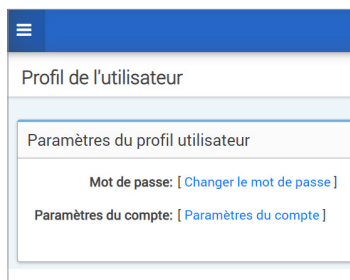 Profil de l'utilisateur
Paramètres du profil utilisateur
Mot de passe: [ Changer le mot de passe ]
Paramètres du compte: [ Paramètres du compte ]